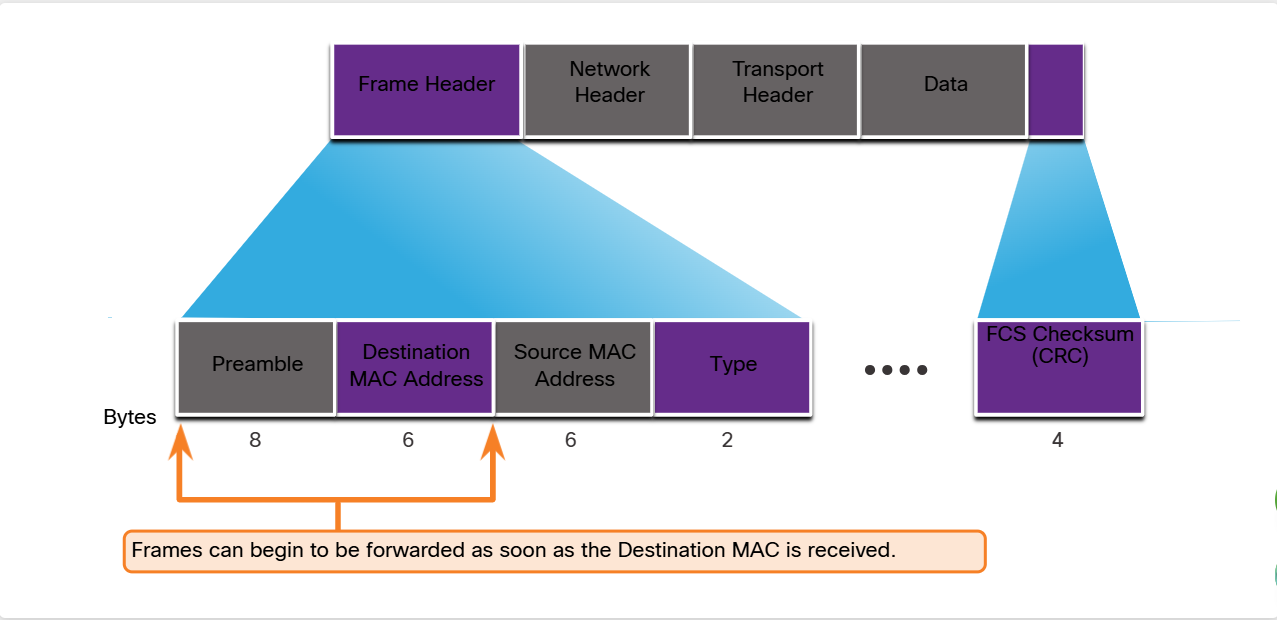 Frame Header
Network
Header
Transport
Header
Data
Preamble
Destination
MAC Address
Source MAC
Address
Type
FCS Checksum
(CRC)
Bytes
8
6
6
2
4
Frames can begin to be forwarded as soon as the Destination MAC is received.